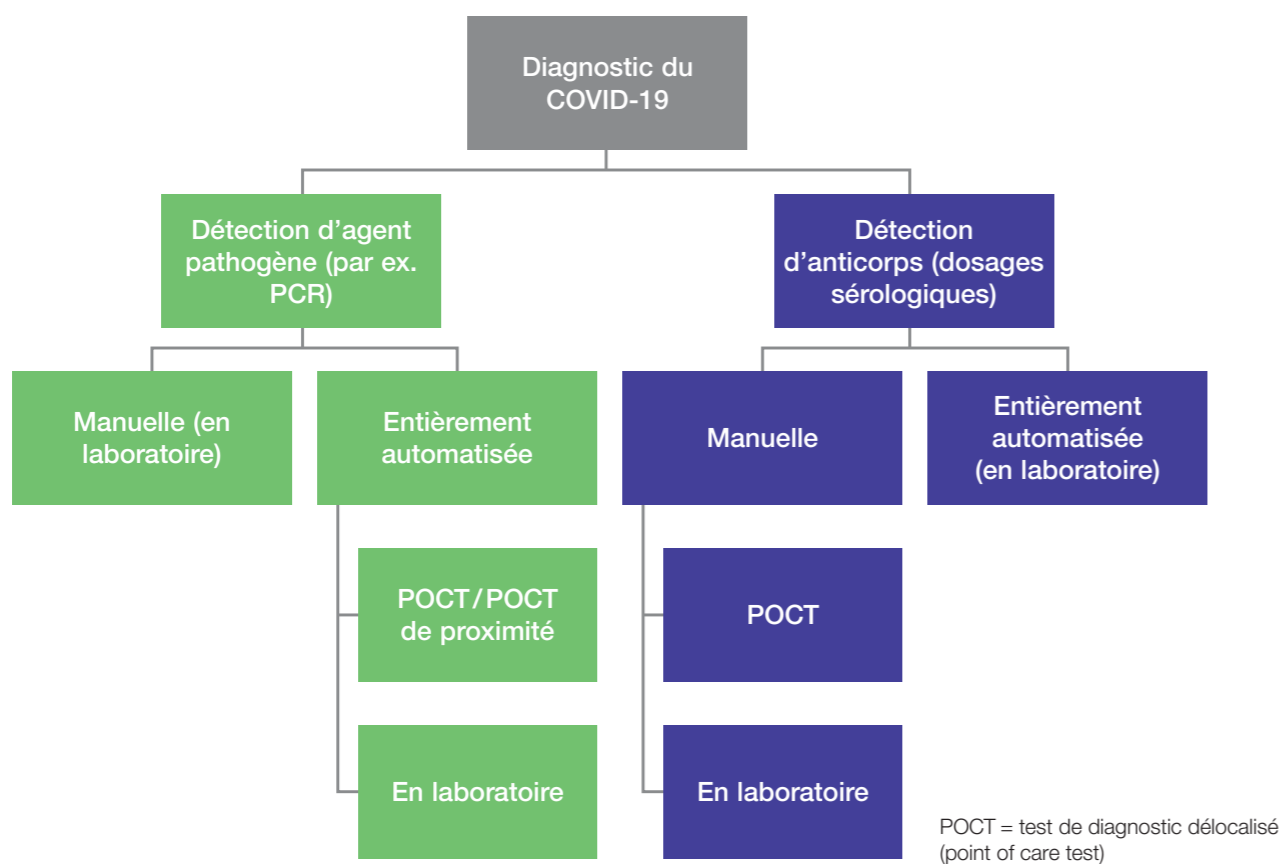 Diagnostic du
COVID-19
Détection d’agent
pathogène (par ex.
PCR)
Détection
d’anticorps (dosages
sérologiques)
Manuelle (en
laboratoire)
Entièrement
automatisée
Manuelle
Entièrement
automatisée
(en laboratoire)
POCT/POCT
de proximité
POCT
En laboratoire
En laboratoire
POCT = test de diagnostic délocalisé
(point of care test)